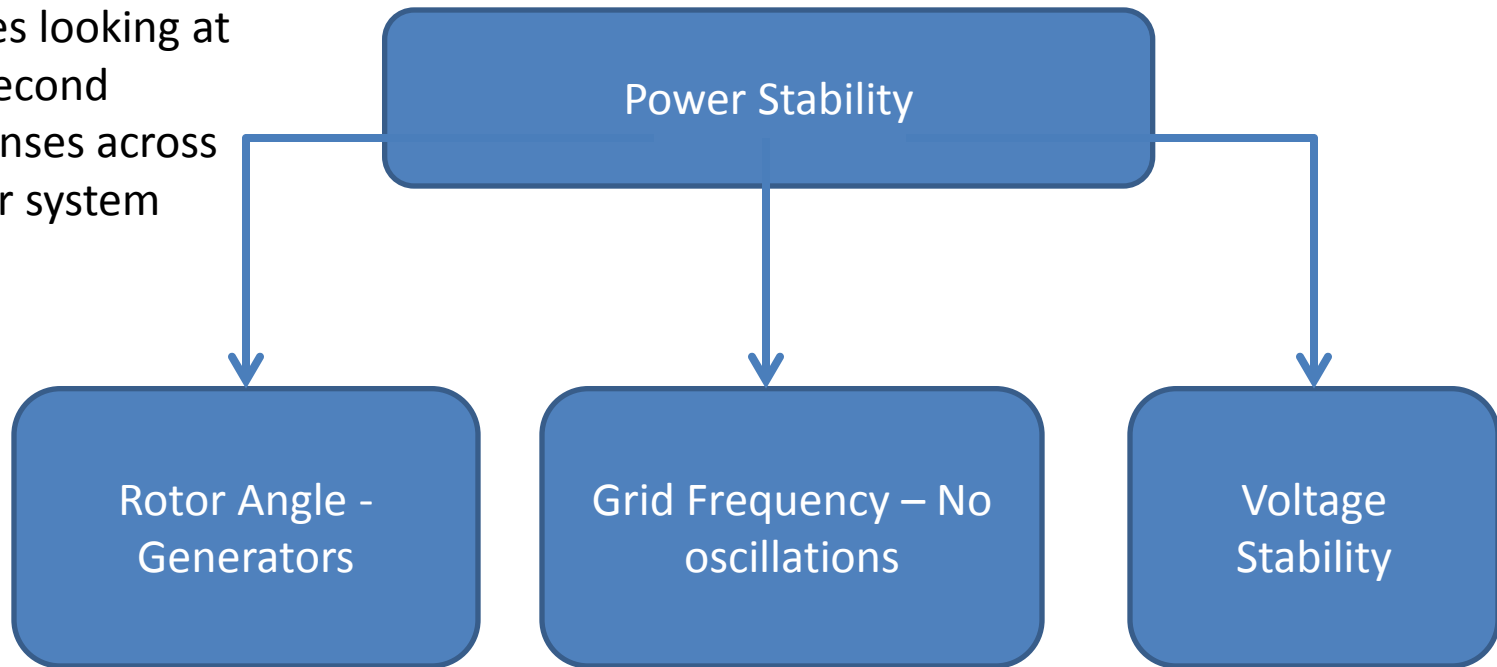 es looking at
econd
nses across
r system
Power Stability
Rotor Angle -
Generators
Grid Frequency – No
oscillations
Voltage
Stability